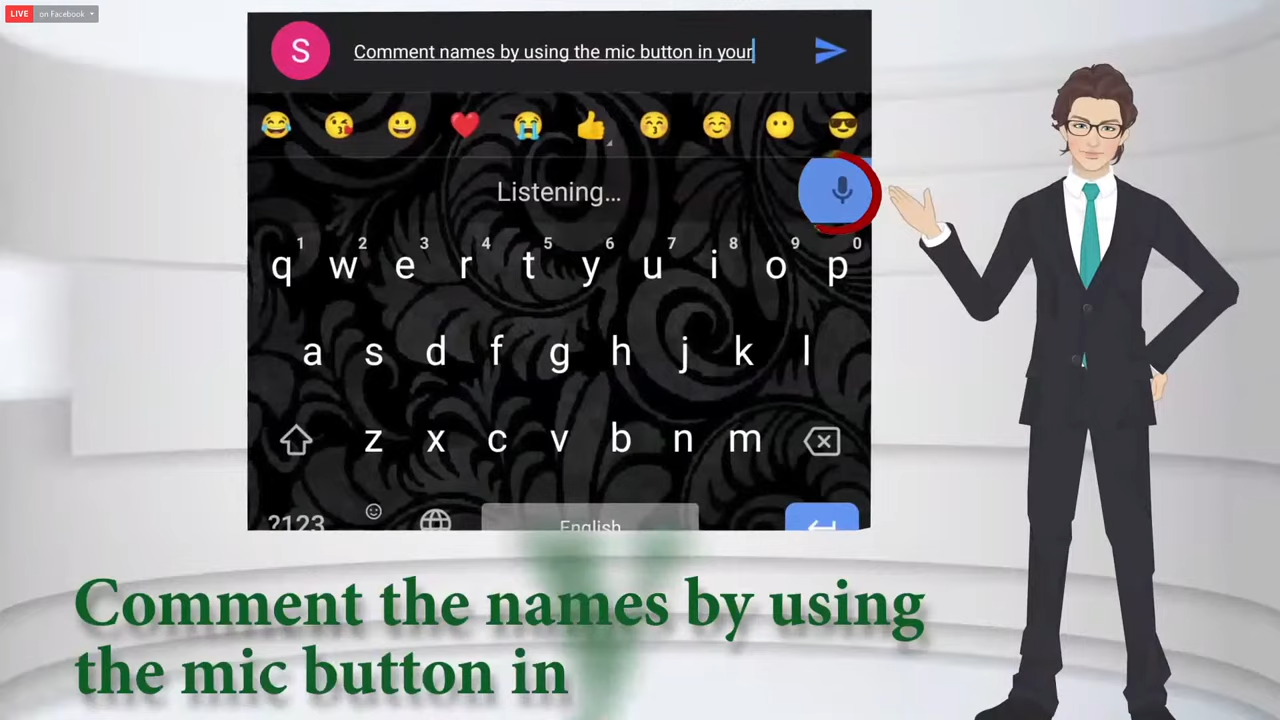 LIVE on Facebook
S
Comment names by using the mic button in your
Listening...
1 2 3 4 5 6 7 8 9 0
q w e r t y u i o p
a s d f g h j k l
z x c v b n m
?123 English
Comment the names by using
the mic button in